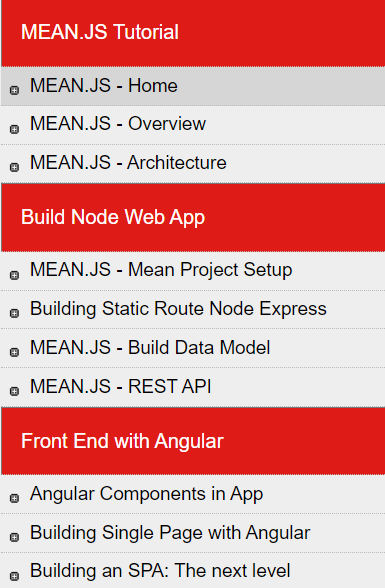 MEAN.JS Tutorial
MEAN.JS - Home
MEAN.JS - Overview
MEAN.JS - Architecture
Build Node Web App
MEAN.JS - Mean Project Setup
Building Static Route Node Express
MEAN.JS - Build Data Model
MEAN.JS - REST API
Front End with Angular
Angular Components in App
Building Single Page with Angular
Building an SPA: The next level